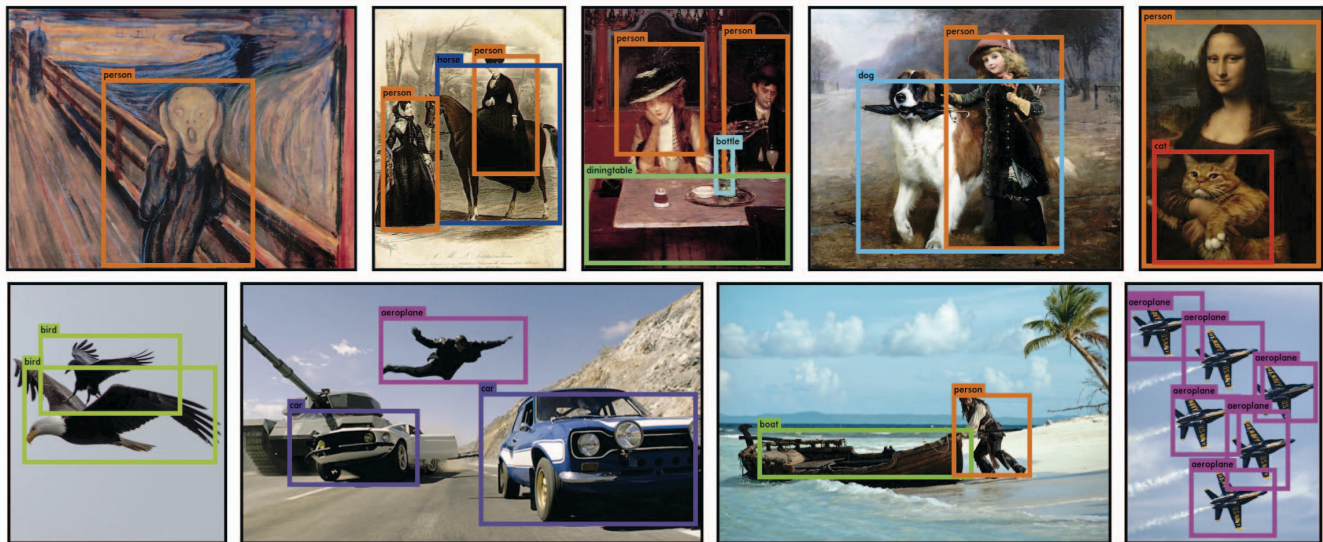 person
person
horse
person
person
person
bottle
diningtable
person
dog
person
cat
bird
bird
aeroplane
car
car
person
boat
aeroplane
aeroplane
aeroplane
aeroplane
aeroplane
aeroplane